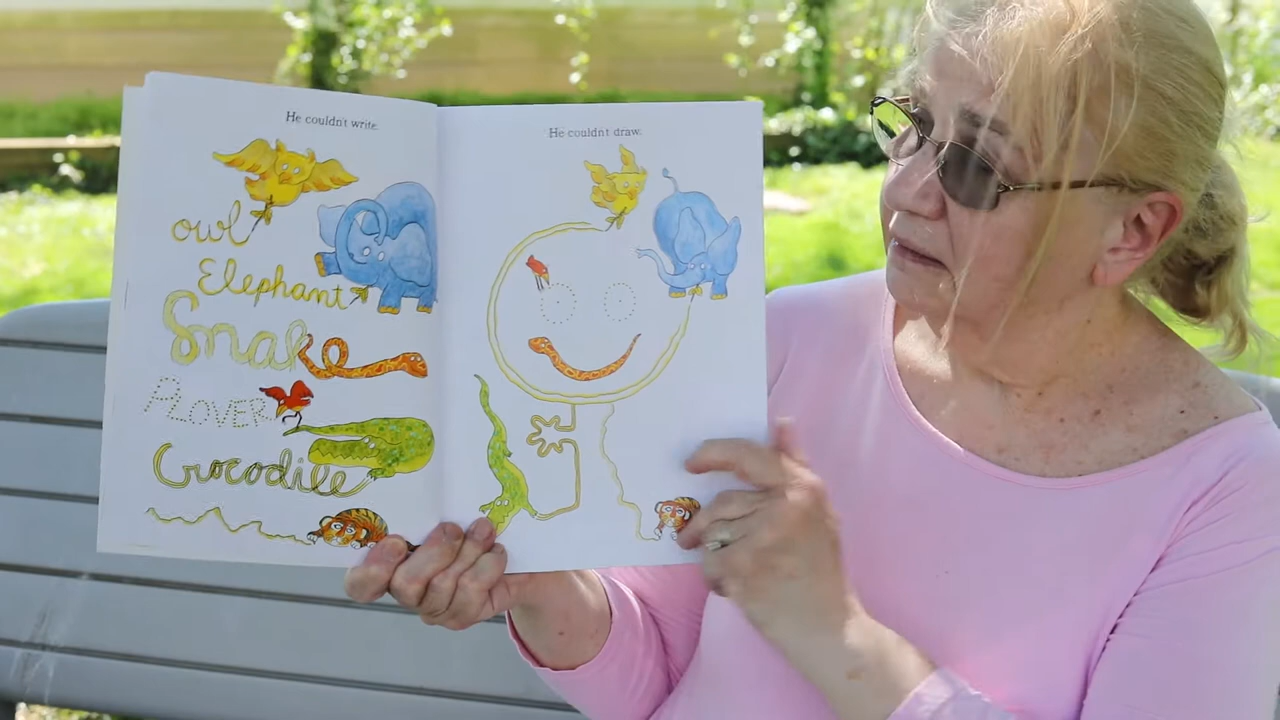 He couldn't write.
owl
Elephant
Snake
PLOVER
Crocodile
He couldn't draw.